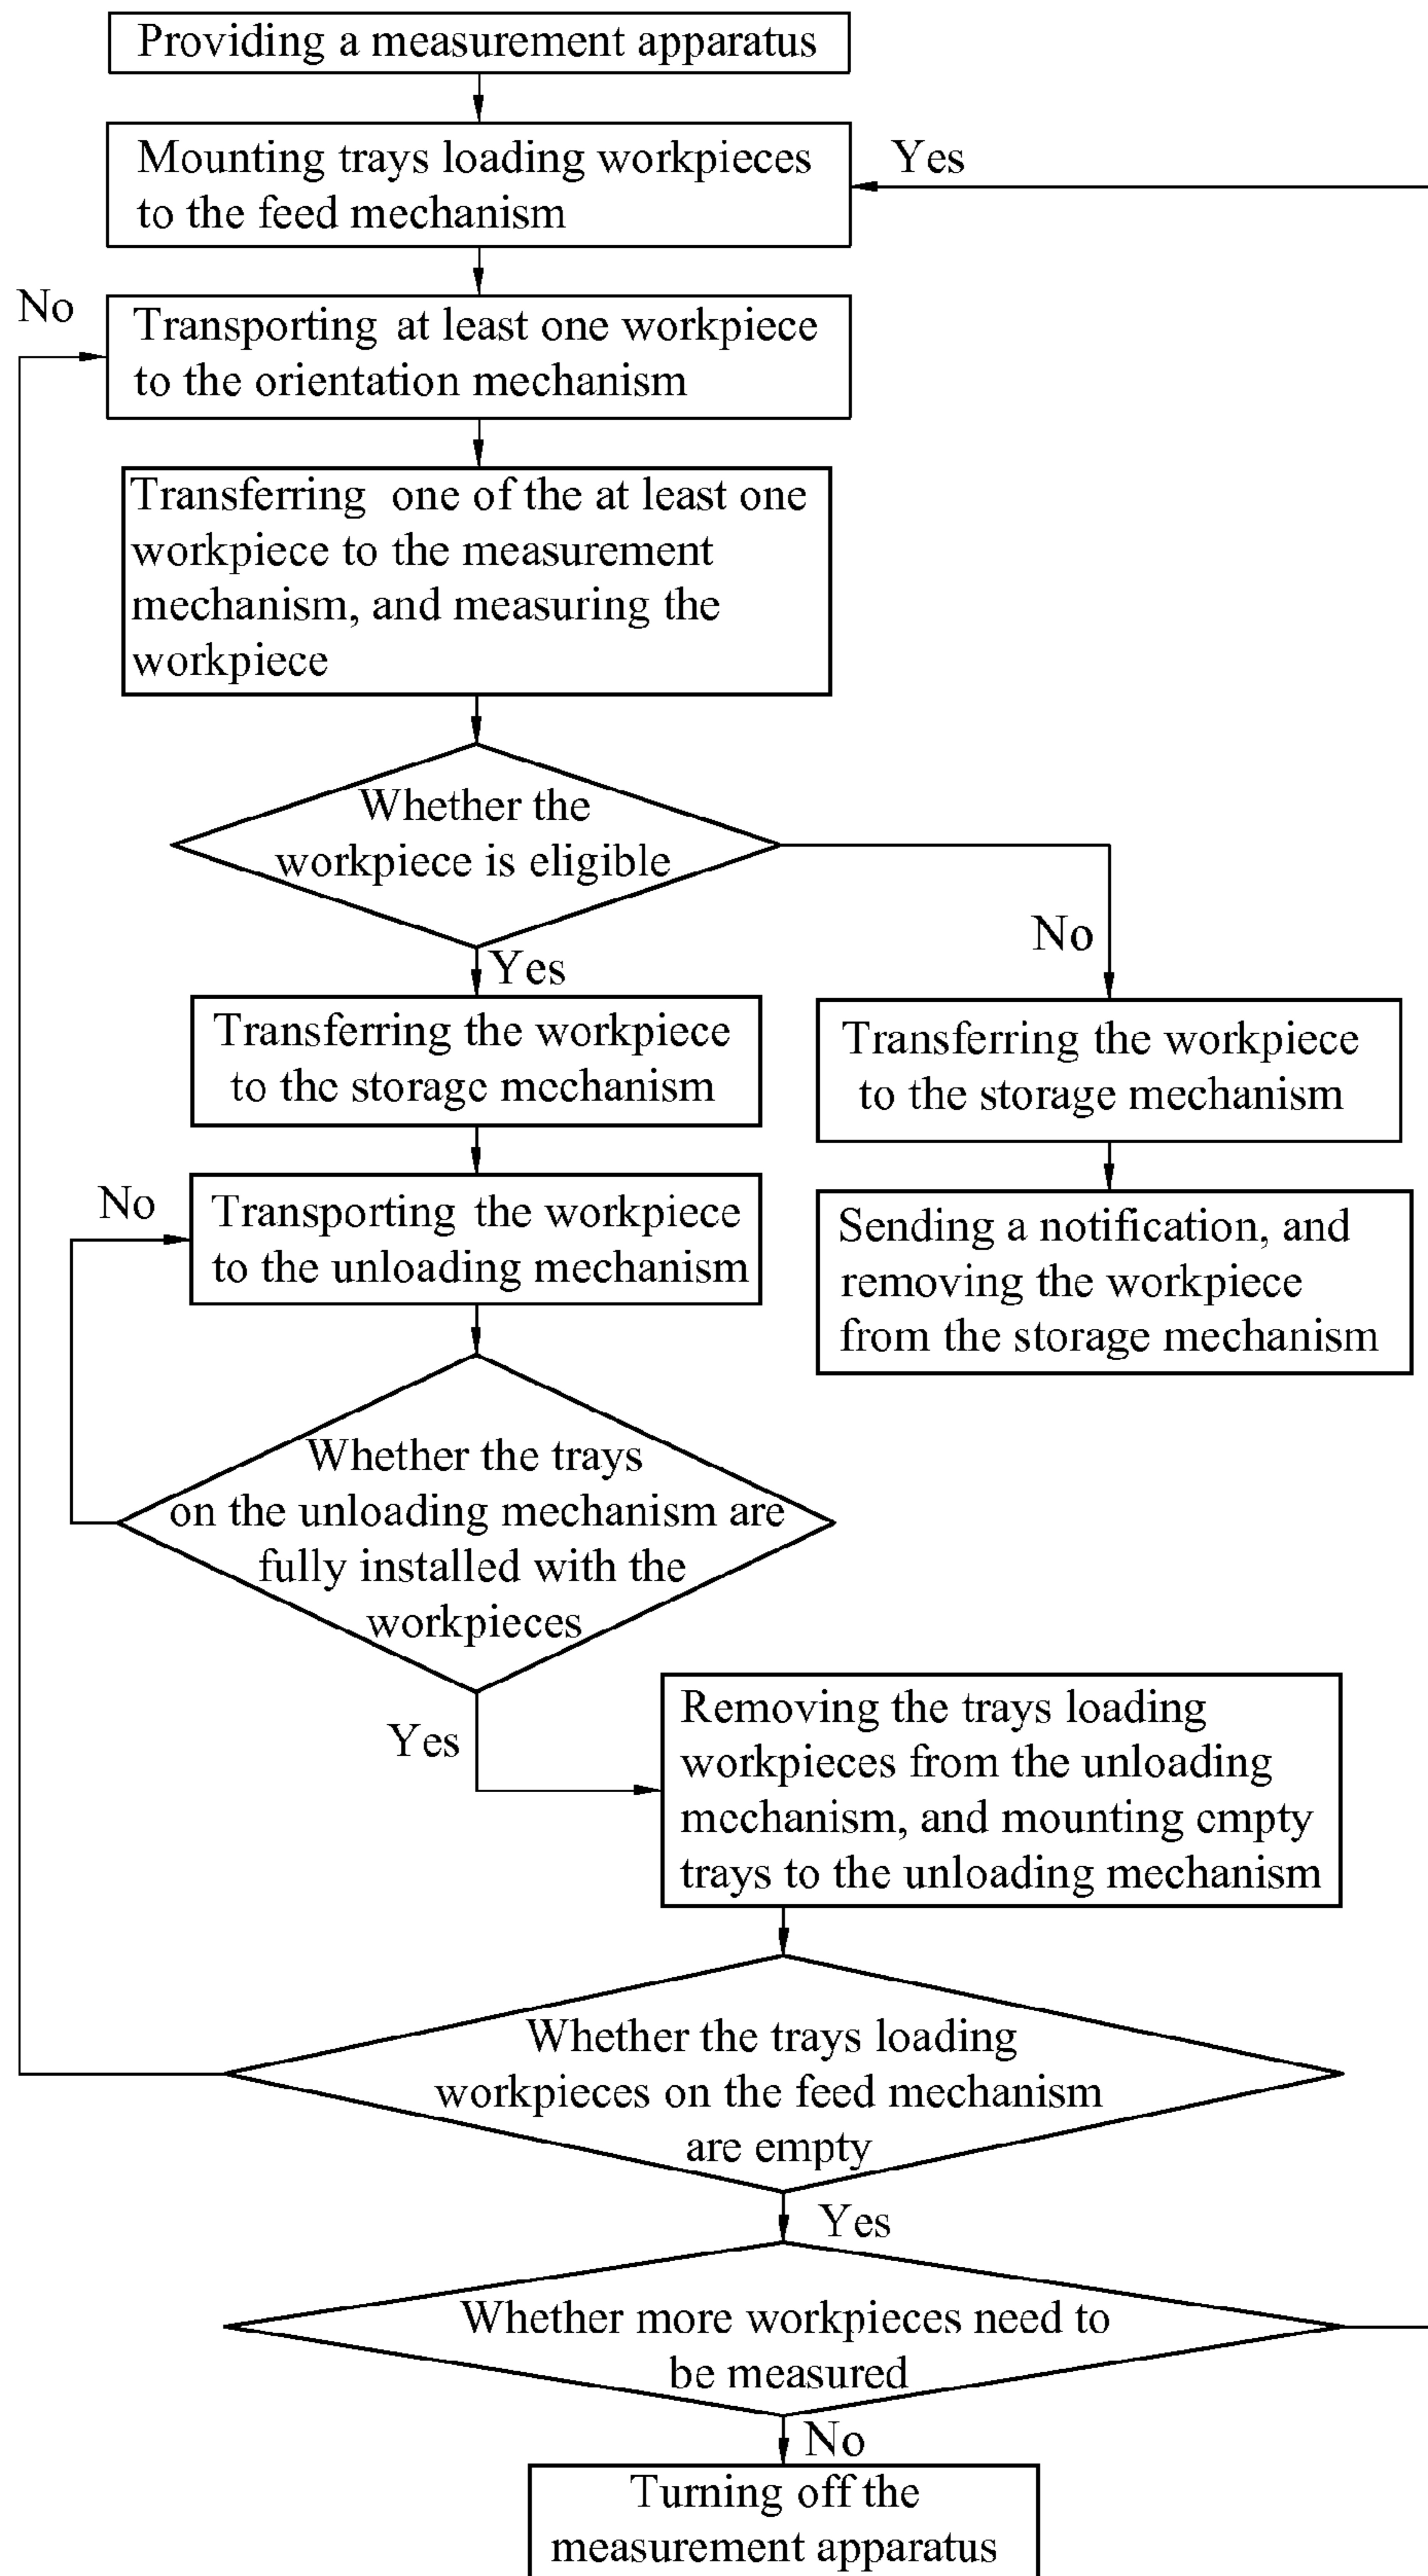 Providing a measurement apparatus
Mounting trays loading workpieces
to the feed mechanism
Yes
No
Transporting at least one workpiece
to the orientation mechanism
Transferring one of the at least one
workpiece to the measurement
mechanism, and measuring the
workpiece
Whether the
workpiece is eligible
No
Yes
Transferring the workpiece
to the storage mechanism
Transferring the workpiece
to the storage mechanism
No
Transporting the workpiece
to the unloading mechanism
Sending a notification, and
removing the workpiece
from the storage mechanism
Whether the trays
on the unloading mechanism are
fully installed with the
workpieces
Yes
Removing the trays loading
workpieces from the unloading
mechanism, and mounting empty
trays to the unloading mechanism
Whether the trays loading
workpieces on the feed mechanism
are empty
Yes
Whether more workpieces need to
be measured
No
Turning off the
measurement apparatus